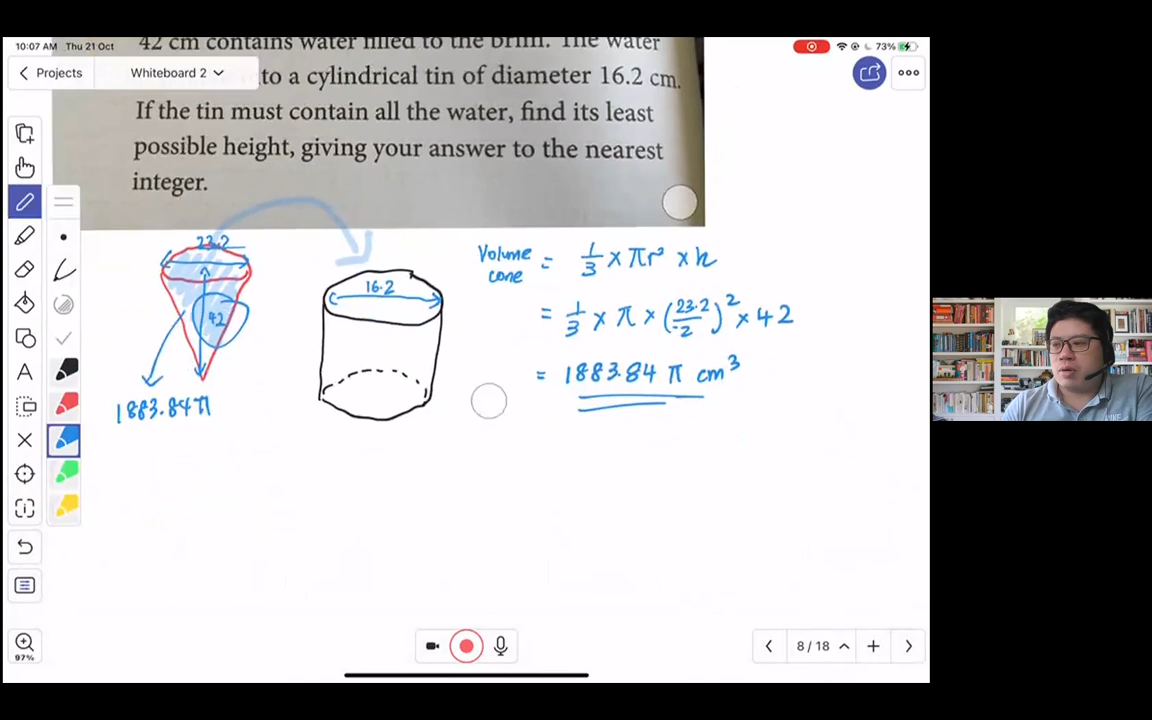 10:07 AM Thu 21 Oct
73%
42 cm contains water filled to the brim. The water
Projects
Whiteboard 2
to a cylindrical tin of diameter 16.2 cm.
If the tin must contain all the water, find its least
possible height, giving your answer to the nearest
integer.
23.2
42
1883.84π
16.2
Volume cone = 1/3 × πr² × h
= 1/3 × π × (23.2/2)² × 42
= 1883.84 π cm³
A
97%
8 / 18